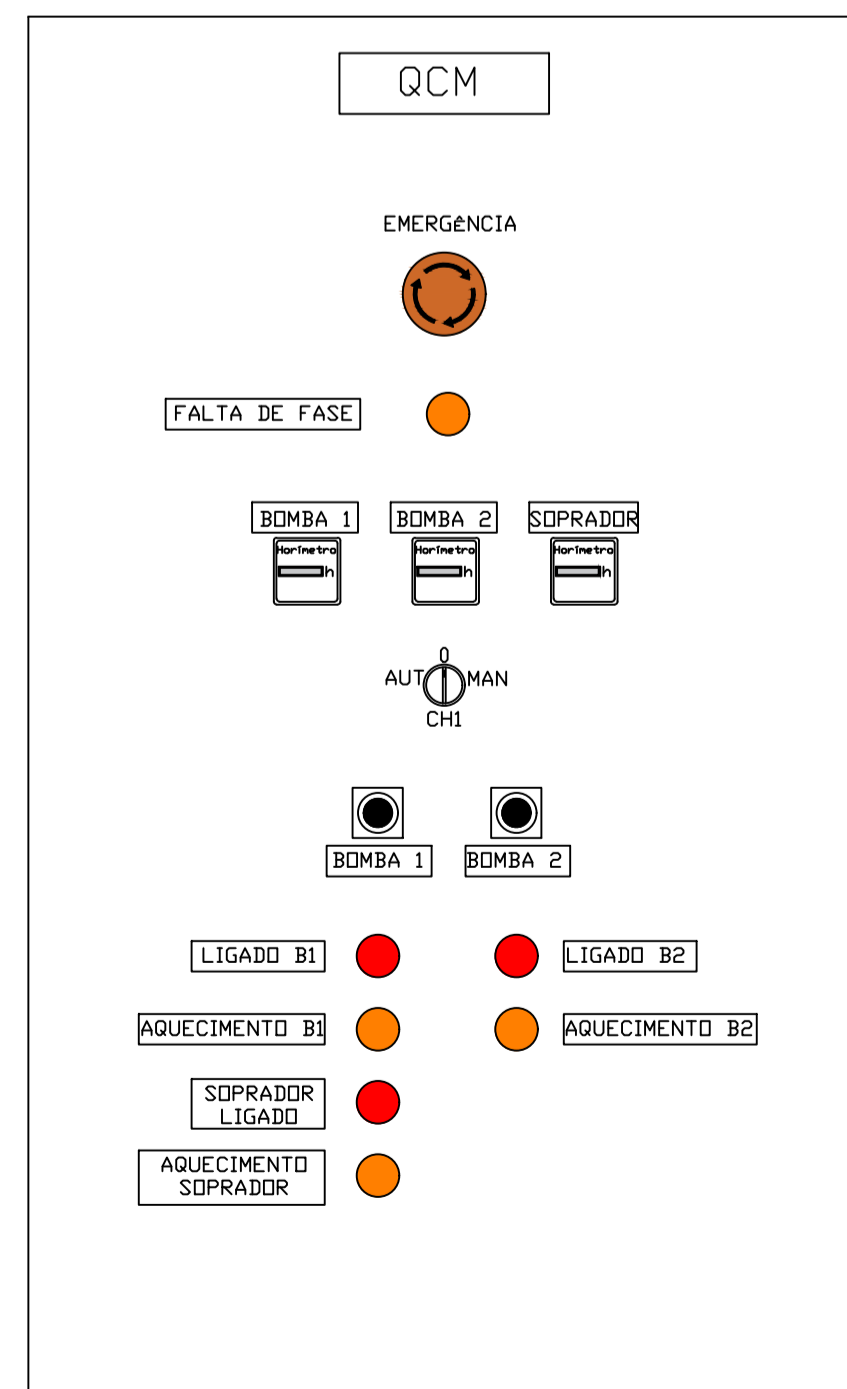 QCM
EMERGêNCIA
FALTA DE FASE
BOMBA 1
BOMBA 2
SOPRADOR
Horímetro
h
Horímetro
h
Horímetro
h
0
AUT
MAN
CH1
BOMBA 1
BOMBA 2
LIGADO B1
LIGADO B2
AQUECIMENTO B1
AQUECIMENTO B2
SOPRADOR
LIGADO
AQUECIMENTO
SOPRADOR